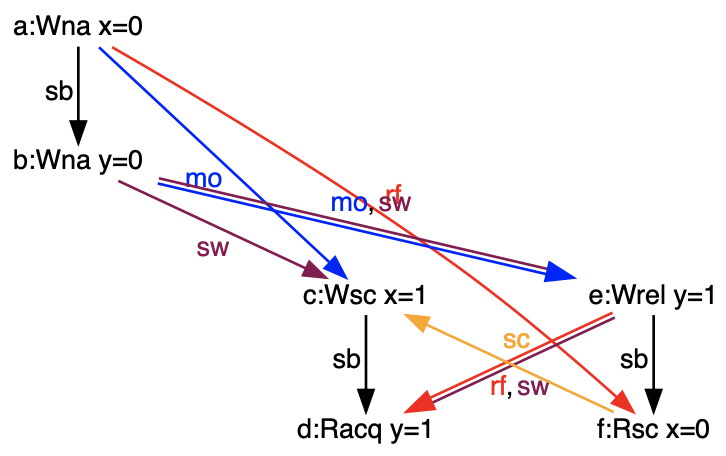 a:Wna x=0
sb
b:Wna y=0
mo
rf
mo, sw
sw
c:Wsc x=1
e:Wrel y=1
sc
sb
sb
rf, sw
d:Racq y=1
f:Rsc x=0